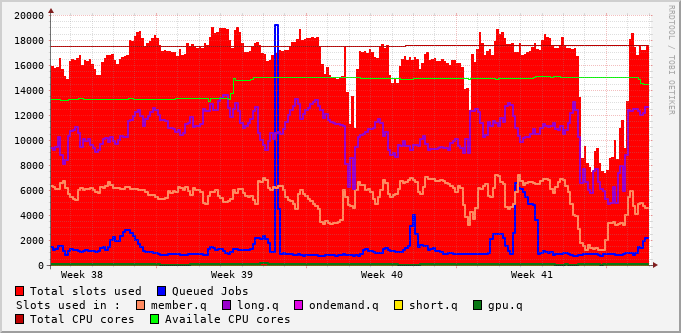 20000
18000
16000
14000
12000
10000
8000
6000
4000
2000
0
Week 38 Week 39 Week 40 Week 41
Total slots used Queued Jobs
Slots used in : member.q long.q ondemand.q short.q gpu.q
Total CPU cores Availale CPU cores
RRDTOOL / TOBI OETIKER